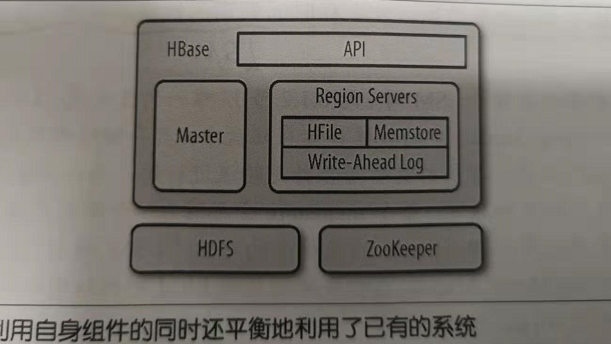 HBase
API
Master
Region Servers
HFile
Memstore
Write-Ahead Log
HDFS
ZooKeeper
用自身组件的同时还平衡地利用了已有的系统